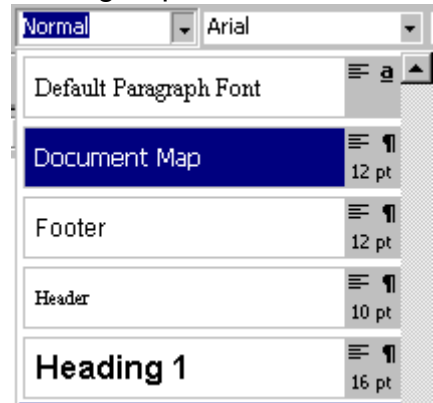 Normal Arial
Default Paragraph Font a
Document Map ¶
12 pt
Footer ¶
12 pt
Header ¶
10 pt
Heading 1 ¶
16 pt